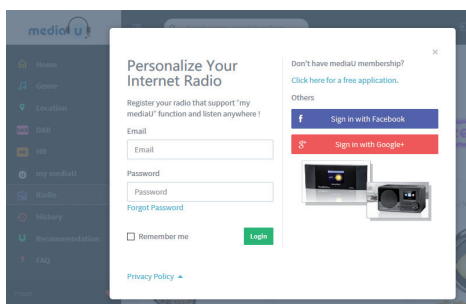 mediaU
Home
Genre
Location
DAB
HR
my mediaU
Radio
History
Recommendation
FAQ
×
Personalize Your
Internet Radio
Register your radio that support "my
mediaU" function and listen anywhere !
Email
Email
Password
Password
Forgot Password
Remember me
Login
Privacy Policy
Don't have mediaU membership?
Click here for a free application.
Others
f Sign in with Facebook
g+ Sign in with Google+